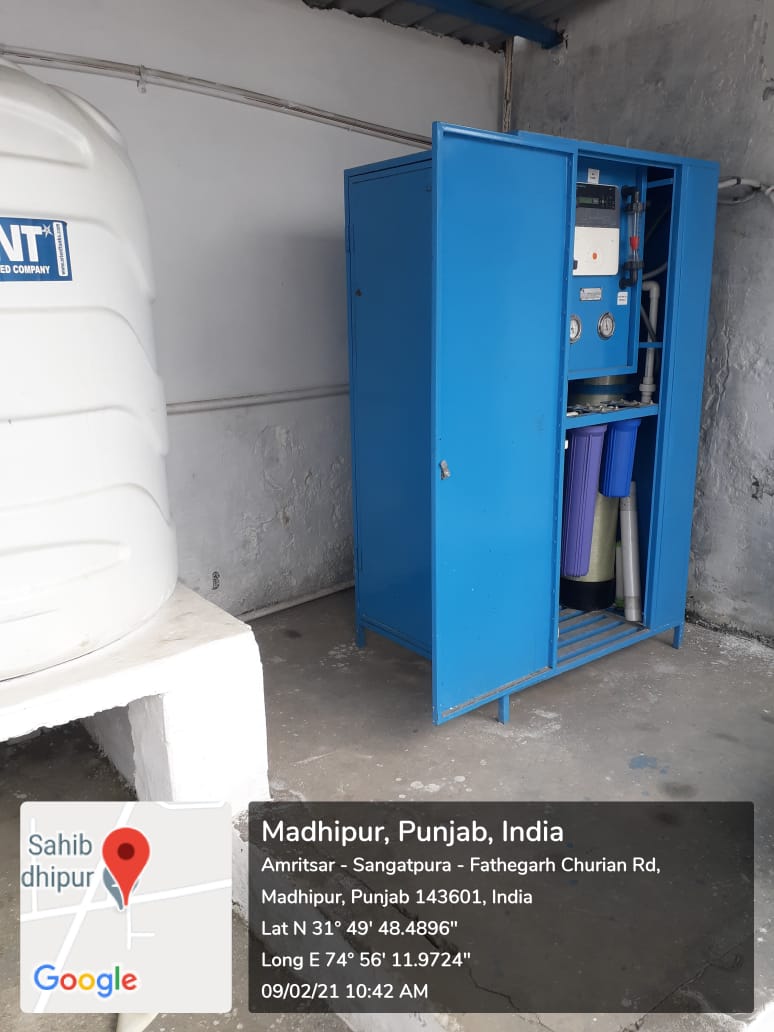 NT
ED COMPANY
Sahib
dhipur
Google
Madhipur, Punjab, India
Amritsar - Sangatpura - Fathegarh Churian Rd,
Madhipur, Punjab 143601, India
Lat N 31° 49' 48.4896"
Long E 74° 56' 11.9724"
09/02/21 10:42 AM